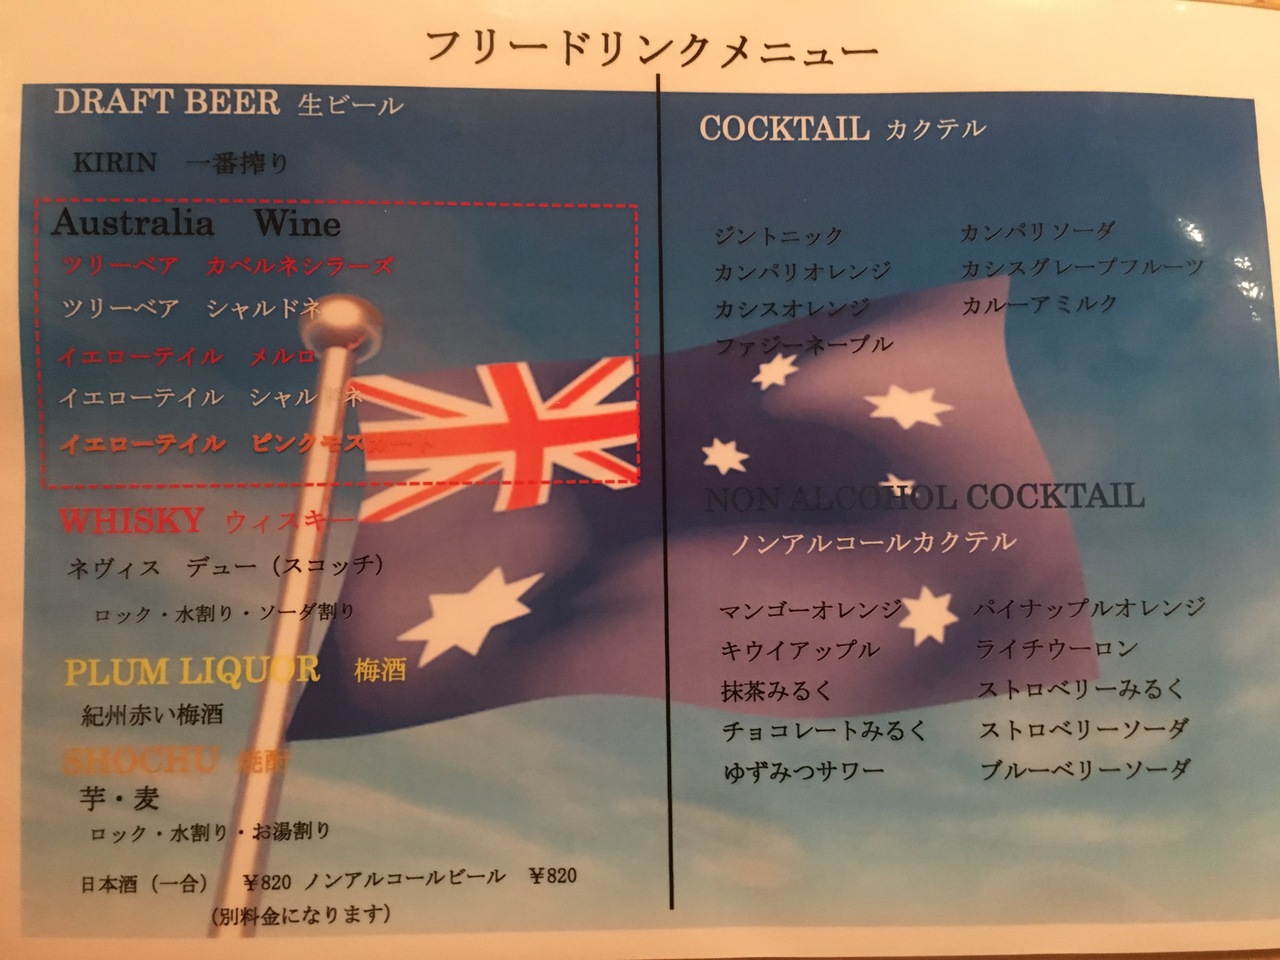 フリードリンクメニュー
DRAFT BEER 生ビール
KIRIN 一番搾り
Australia Wine
ツリーベア カベルネシラーズ
ツリーベア シャルドネ
イエローテイル メルロ
イエローテイル シャルドネ
イエローテイル ピンクモスカート
WHISKY ウィスキー
ネヴィス デュー（スコッチ）
ロック・水割り・ソーダ割り
PLUM LIQUOR 梅酒
紀州赤い梅酒
SHOCHU 焼酎
芋・麦
ロック・水割り・お湯割り
日本酒（一合） ￥820 ノンアルコールビール ￥820
（別料金になります）
COCKTAIL カクテル
ジントニック カンパリソーダ
カンパリオレンジ カシスグレープフルーツ
カシスオレンジ カルーアミルク
ファジーネーブル
NON ALCOHOL COCKTAIL
ノンアルコールカクテル
マンゴーオレンジ パイナップルオレンジ
キウイアップル ライチウーロン
抹茶みるく ストロベリーみるく
チョコレートみるく ストロベリーソーダ
ゆずみつサワー ブルーベリーソーダ